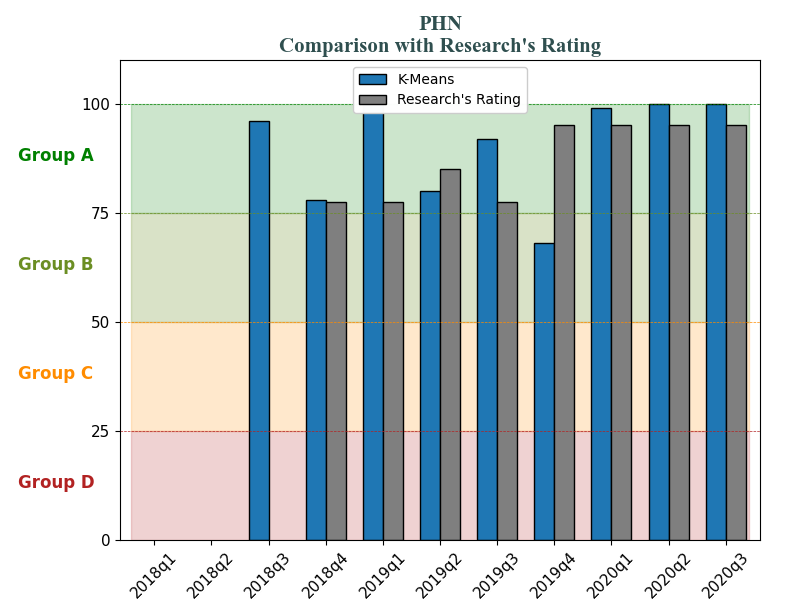 PHN
Comparison with Research's Rating
K-Means
Research's Rating
100
Group A
75
Group B
50
Group C
25
Group D
0
2018q1
2018q2
2018q3
2018q4
2019q1
2019q2
2019q3
2019q4
2020q1
2020q2
2020q3